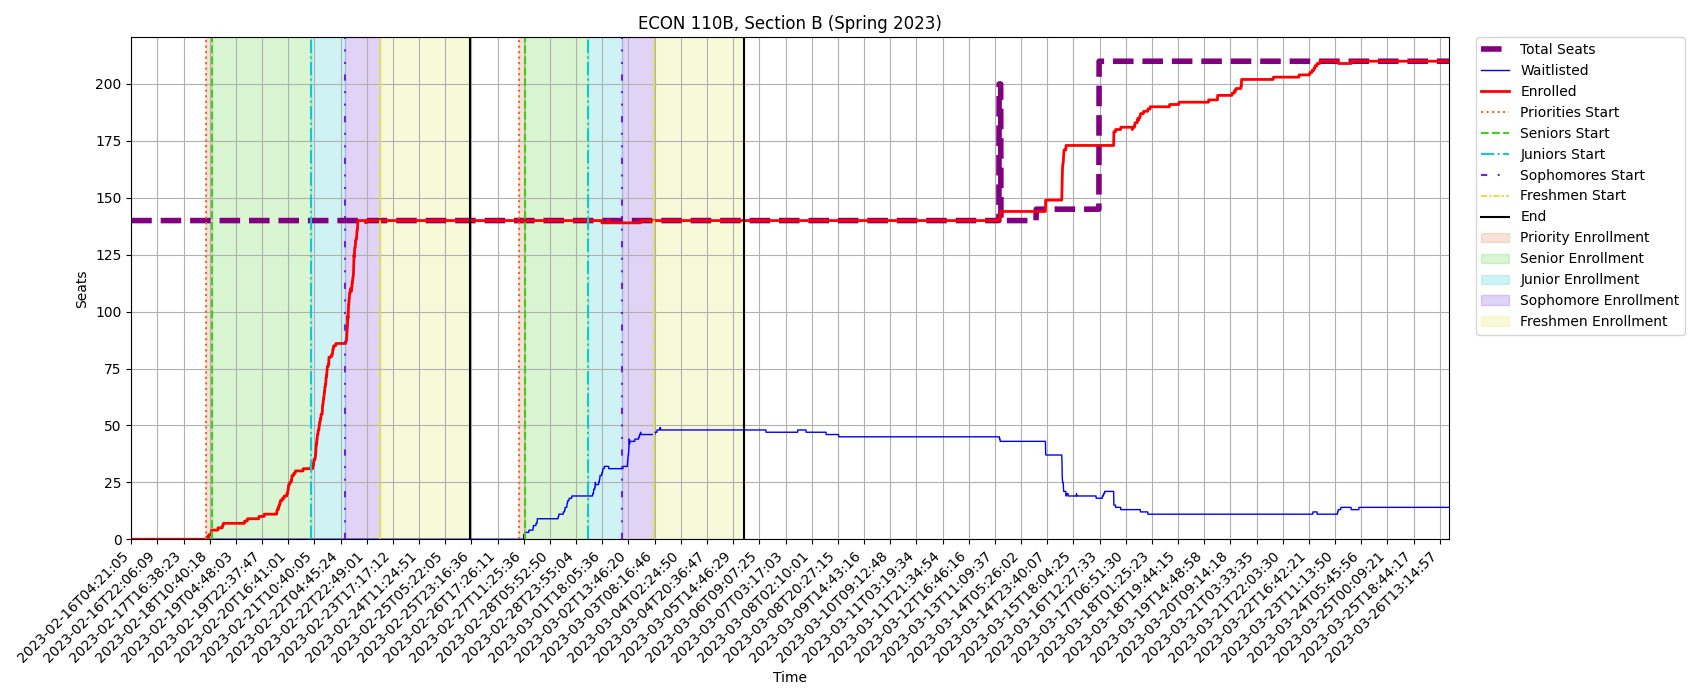 ECON 110B, Section B (Spring 2023)
Seats
200
175
150
125
100
75
50
25
0
2023-02-16T04:21:05
2023-02-16T22:06:09
2023-02-17T16:38:23
2023-02-18T10:40:18
2023-02-19T04:48:03
2023-02-19T22:37:47
2023-02-20T16:41:01
2023-02-21T10:40:05
2023-02-22T04:45:24
2023-02-22T22:49:01
2023-02-23T17:17:12
2023-02-24T11:24:51
2023-02-25T05:22:05
2023-02-25T23:16:36
2023-02-26T17:26:11
2023-02-27T11:25:36
2023-02-28T05:52:50
2023-02-28T23:55:04
2023-03-01T18:05:36
2023-03-02T13:46:20
2023-03-03T08:16:46
2023-03-04T02:24:50
2023-03-04T20:36:47
2023-03-05T14:46:29
2023-03-06T09:07:25
2023-03-07T03:17:03
2023-03-08T02:10:01
2023-03-08T20:27:15
2023-03-09T14:43:16
2023-03-10T09:12:48
2023-03-11T03:19:34
2023-03-11T21:34:54
2023-03-12T16:46:16
2023-03-13T11:09:37
2023-03-14T05:26:02
2023-03-14T23:40:07
2023-03-15T18:04:25
2023-03-16T12:27:33
2023-03-17T06:51:30
2023-03-18T01:25:23
2023-03-18T19:44:15
2023-03-19T14:48:58
2023-03-20T09:14:18
2023-03-21T03:33:35
2023-03-21T22:03:30
2023-03-22T16:42:21
2023-03-23T11:13:50
2023-03-24T05:45:56
2023-03-25T00:09:21
2023-03-25T18:44:17
2023-03-26T13:14:57
Time
Total Seats
Waitlisted
Enrolled
Priorities Start
Seniors Start
Juniors Start
Sophomores Start
Freshmen Start
End
Priority Enrollment
Senior Enrollment
Junior Enrollment
Sophomore Enrollment
Freshmen Enrollment